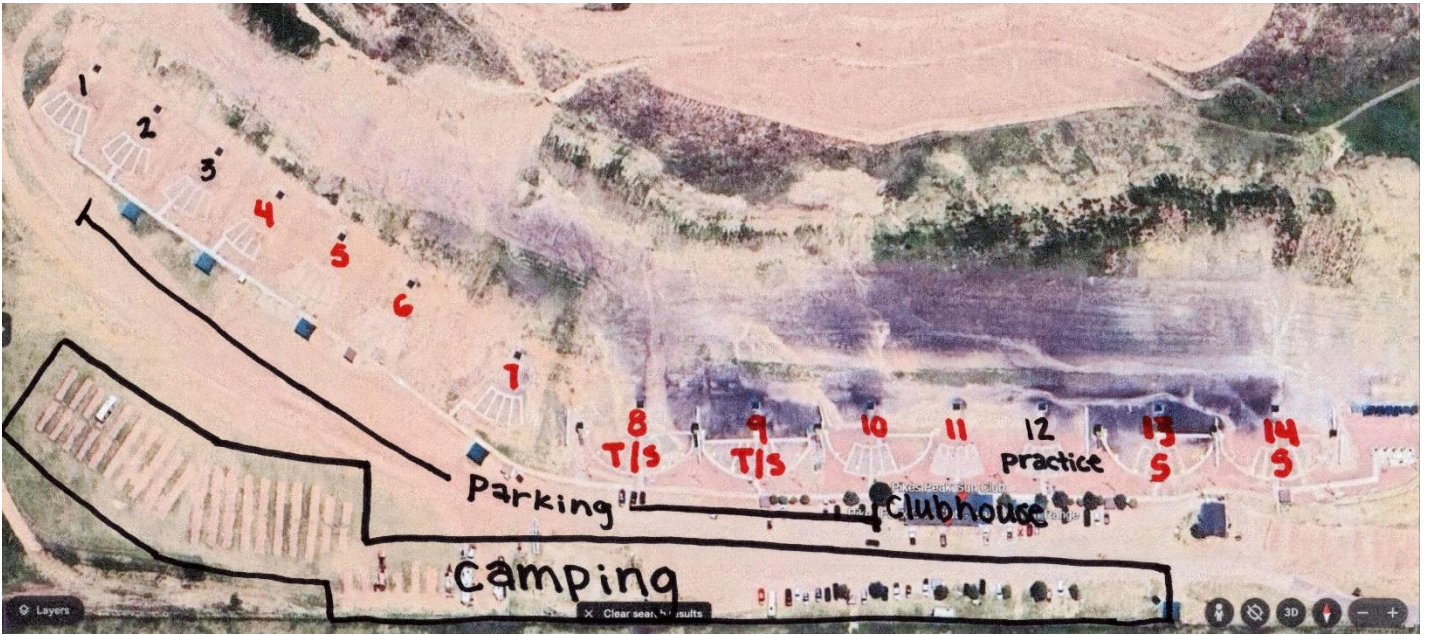 1
2
3
4
5
6
7
8
T/S
9
T/S
10
11
12
practice
13
S
14
S
Pikes Peak Gun Club
Parking
Clubhouse
Range
Camping
Layers
Clear search results
3D